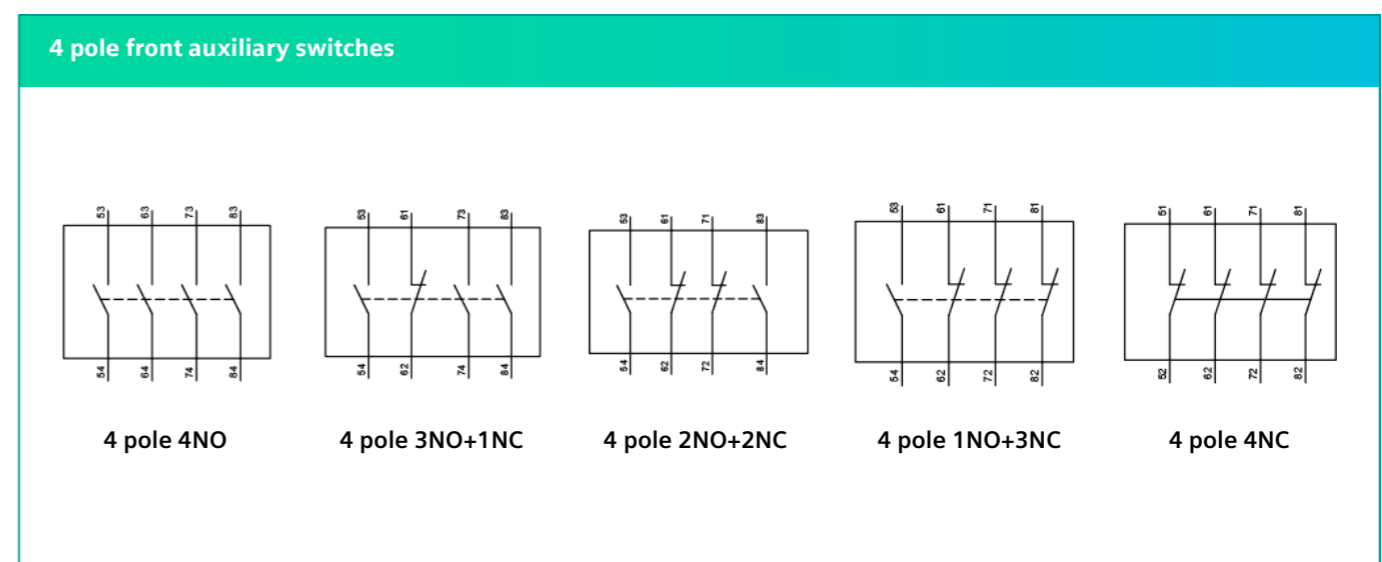 4 pole front auxiliary switches
53 63 73 83
54 64 74 84
4 pole 4NO
53 61 73 83
54 62 74 84
4 pole 3NO+1NC
53 61 71 83
54 62 72 84
4 pole 2NO+2NC
53 61 71 81
54 62 72 82
4 pole 1NO+3NC
51 61 71 81
52 62 72 82
4 pole 4NC